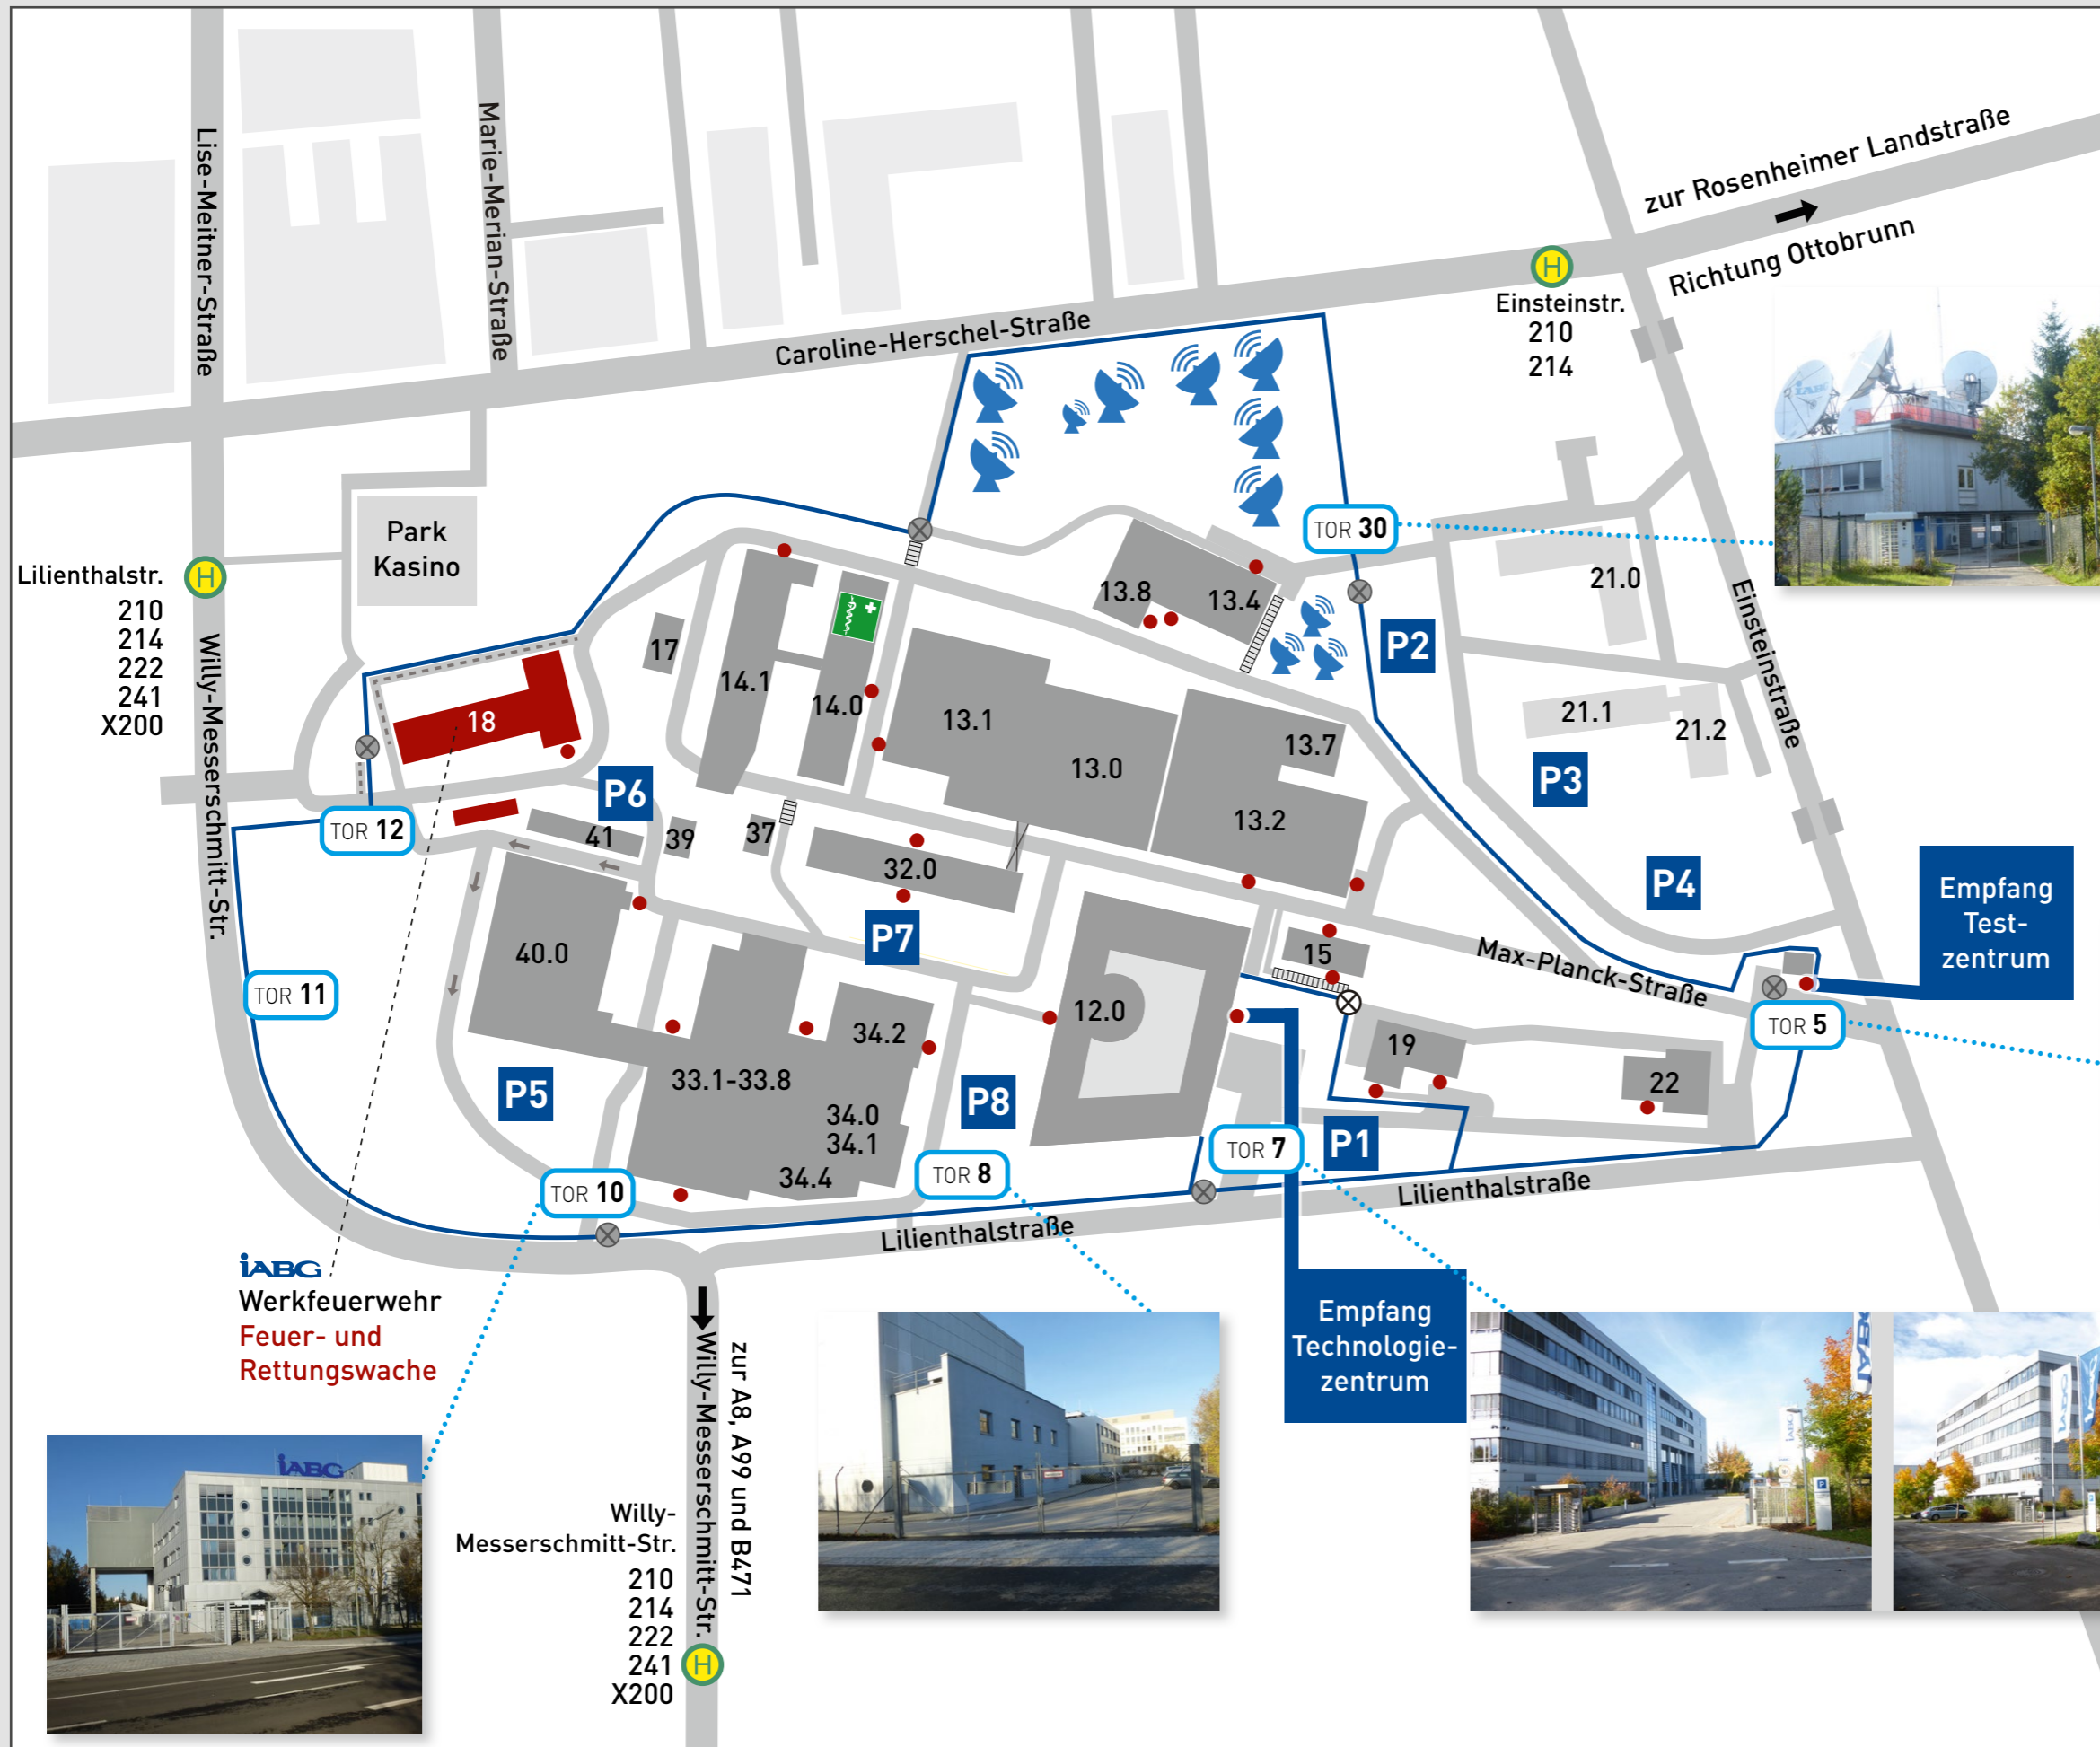 Lise-Meitner-Straße
Marie-Merian-Straße
Caroline-Herschel-Straße
zur Rosenheimer Landstraße
Richtung Ottobrunn
H
Einsteinstr.
210
214
iABG
TOR 30
Park
Kasino
H
Lilienthalstr.
210
214
222
241
X200
Willy-Messerschmitt-Str.
Einsteinstraße
13.8
13.4
21.0
17
14.1
14.0
P2
18
13.1
13.0
13.7
13.2
21.1
21.2
P3
P6
TOR 12
41
39
37
32.0
P4
Empfang
Test-
zentrum
P7
40.0
15
Max-Planck-Straße
TOR 11
12.0
TOR 5
34.2
19
22
33.1-33.8
P5
P8
34.0
34.1
34.4
TOR 7
P1
TOR 8
TOR 10
Lilienthalstraße
Lilienthalstraße
iABG
Werkfeuerwehr
Feuer- und
Rettungswache
Empfang
Technologie-
zentrum
Willy-Messerschmitt-Str.
zur A8, A99 und B471
iABG
iABG
iABG
Willy-
Messerschmitt-Str.
210
214
222
241
X200
H